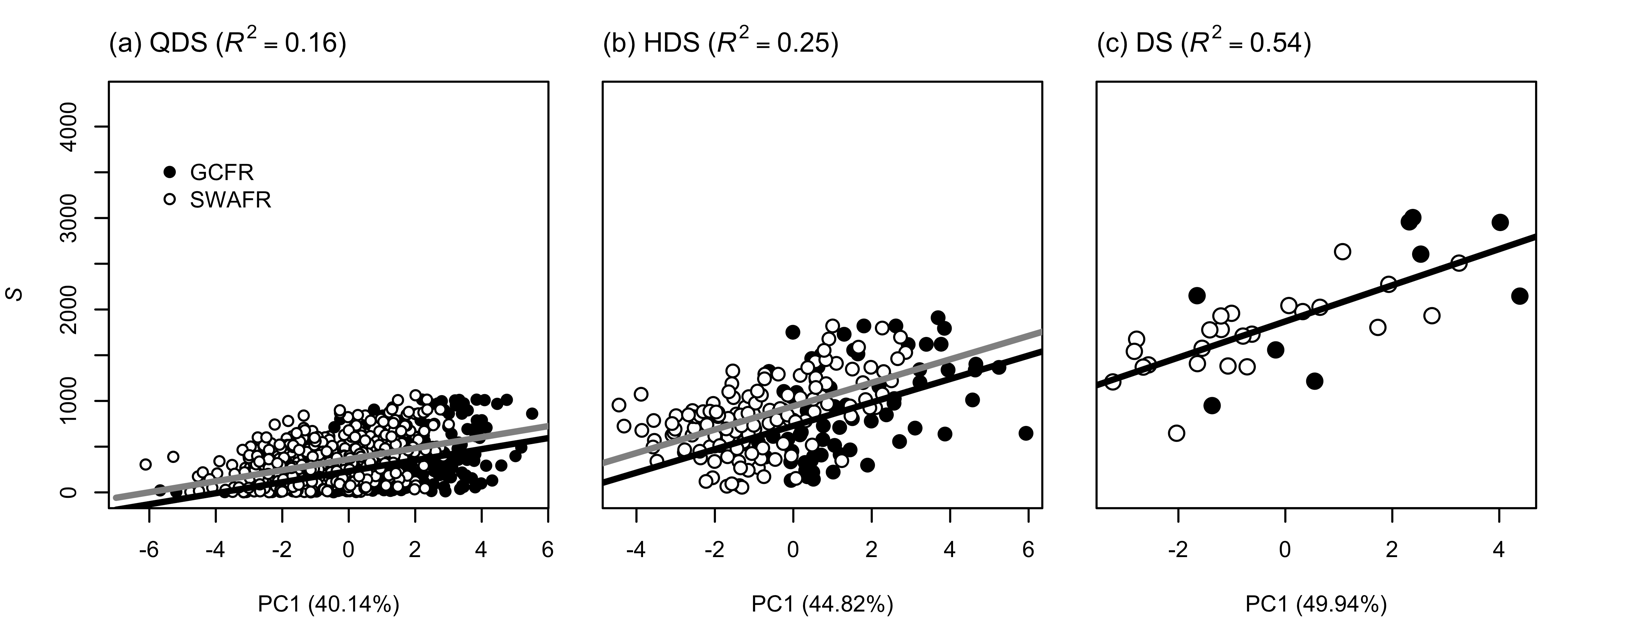 (a) QDS (R² = 0.16)
(b) HDS (R² = 0.25)
(c) DS (R² = 0.54)
S
4000
3000
2000
1000
0
GCFR
SWAFR
-6 -4 -2 0 2 4 6
-4 -2 0 2 4 6
-2 0 2 4
PC1 (40.14%)
PC1 (44.82%)
PC1 (49.94%)